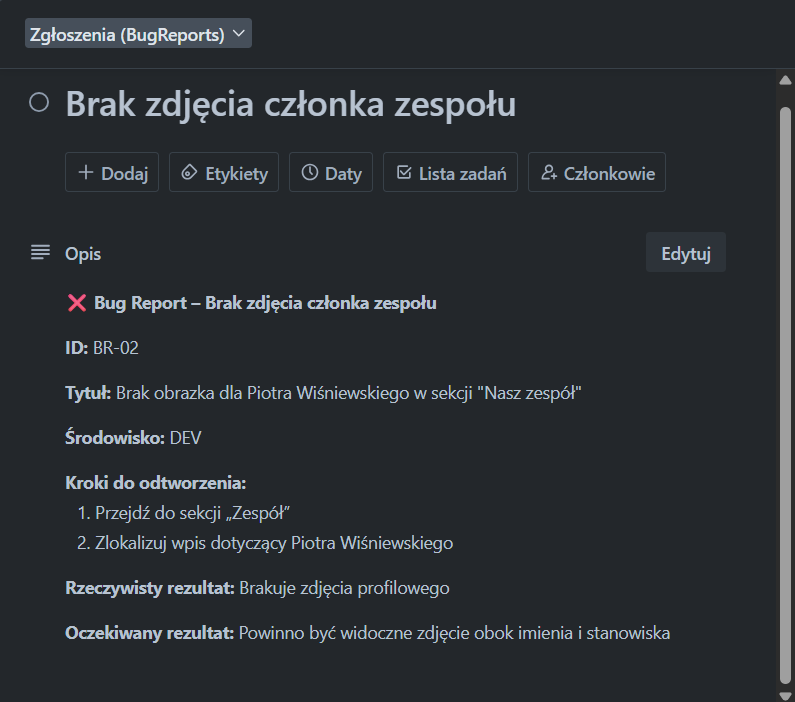 Zgłoszenia (BugReports)
Brak zdjęcia członka zespołu
Dodaj
Etykiety
Daty
Lista zadań
Członkowie
Opis
Edytuj
❌ Bug Report – Brak zdjęcia członka zespołu
ID: BR-02
Tytuł: Brak obrazka dla Piotra Wiśniewskiego w sekcji "Nasz zespół"
Środowisko: DEV
Kroki do odtworzenia:
1. Przejdź do sekcji „Zespół”
2. Zlokalizuj wpis dotyczący Piotra Wiśniewskiego
Rzeczywisty rezultat: Brakuje zdjęcia profilowego
Oczekiwany rezultat: Powinno być widoczne zdjęcie obok imienia i stanowiska